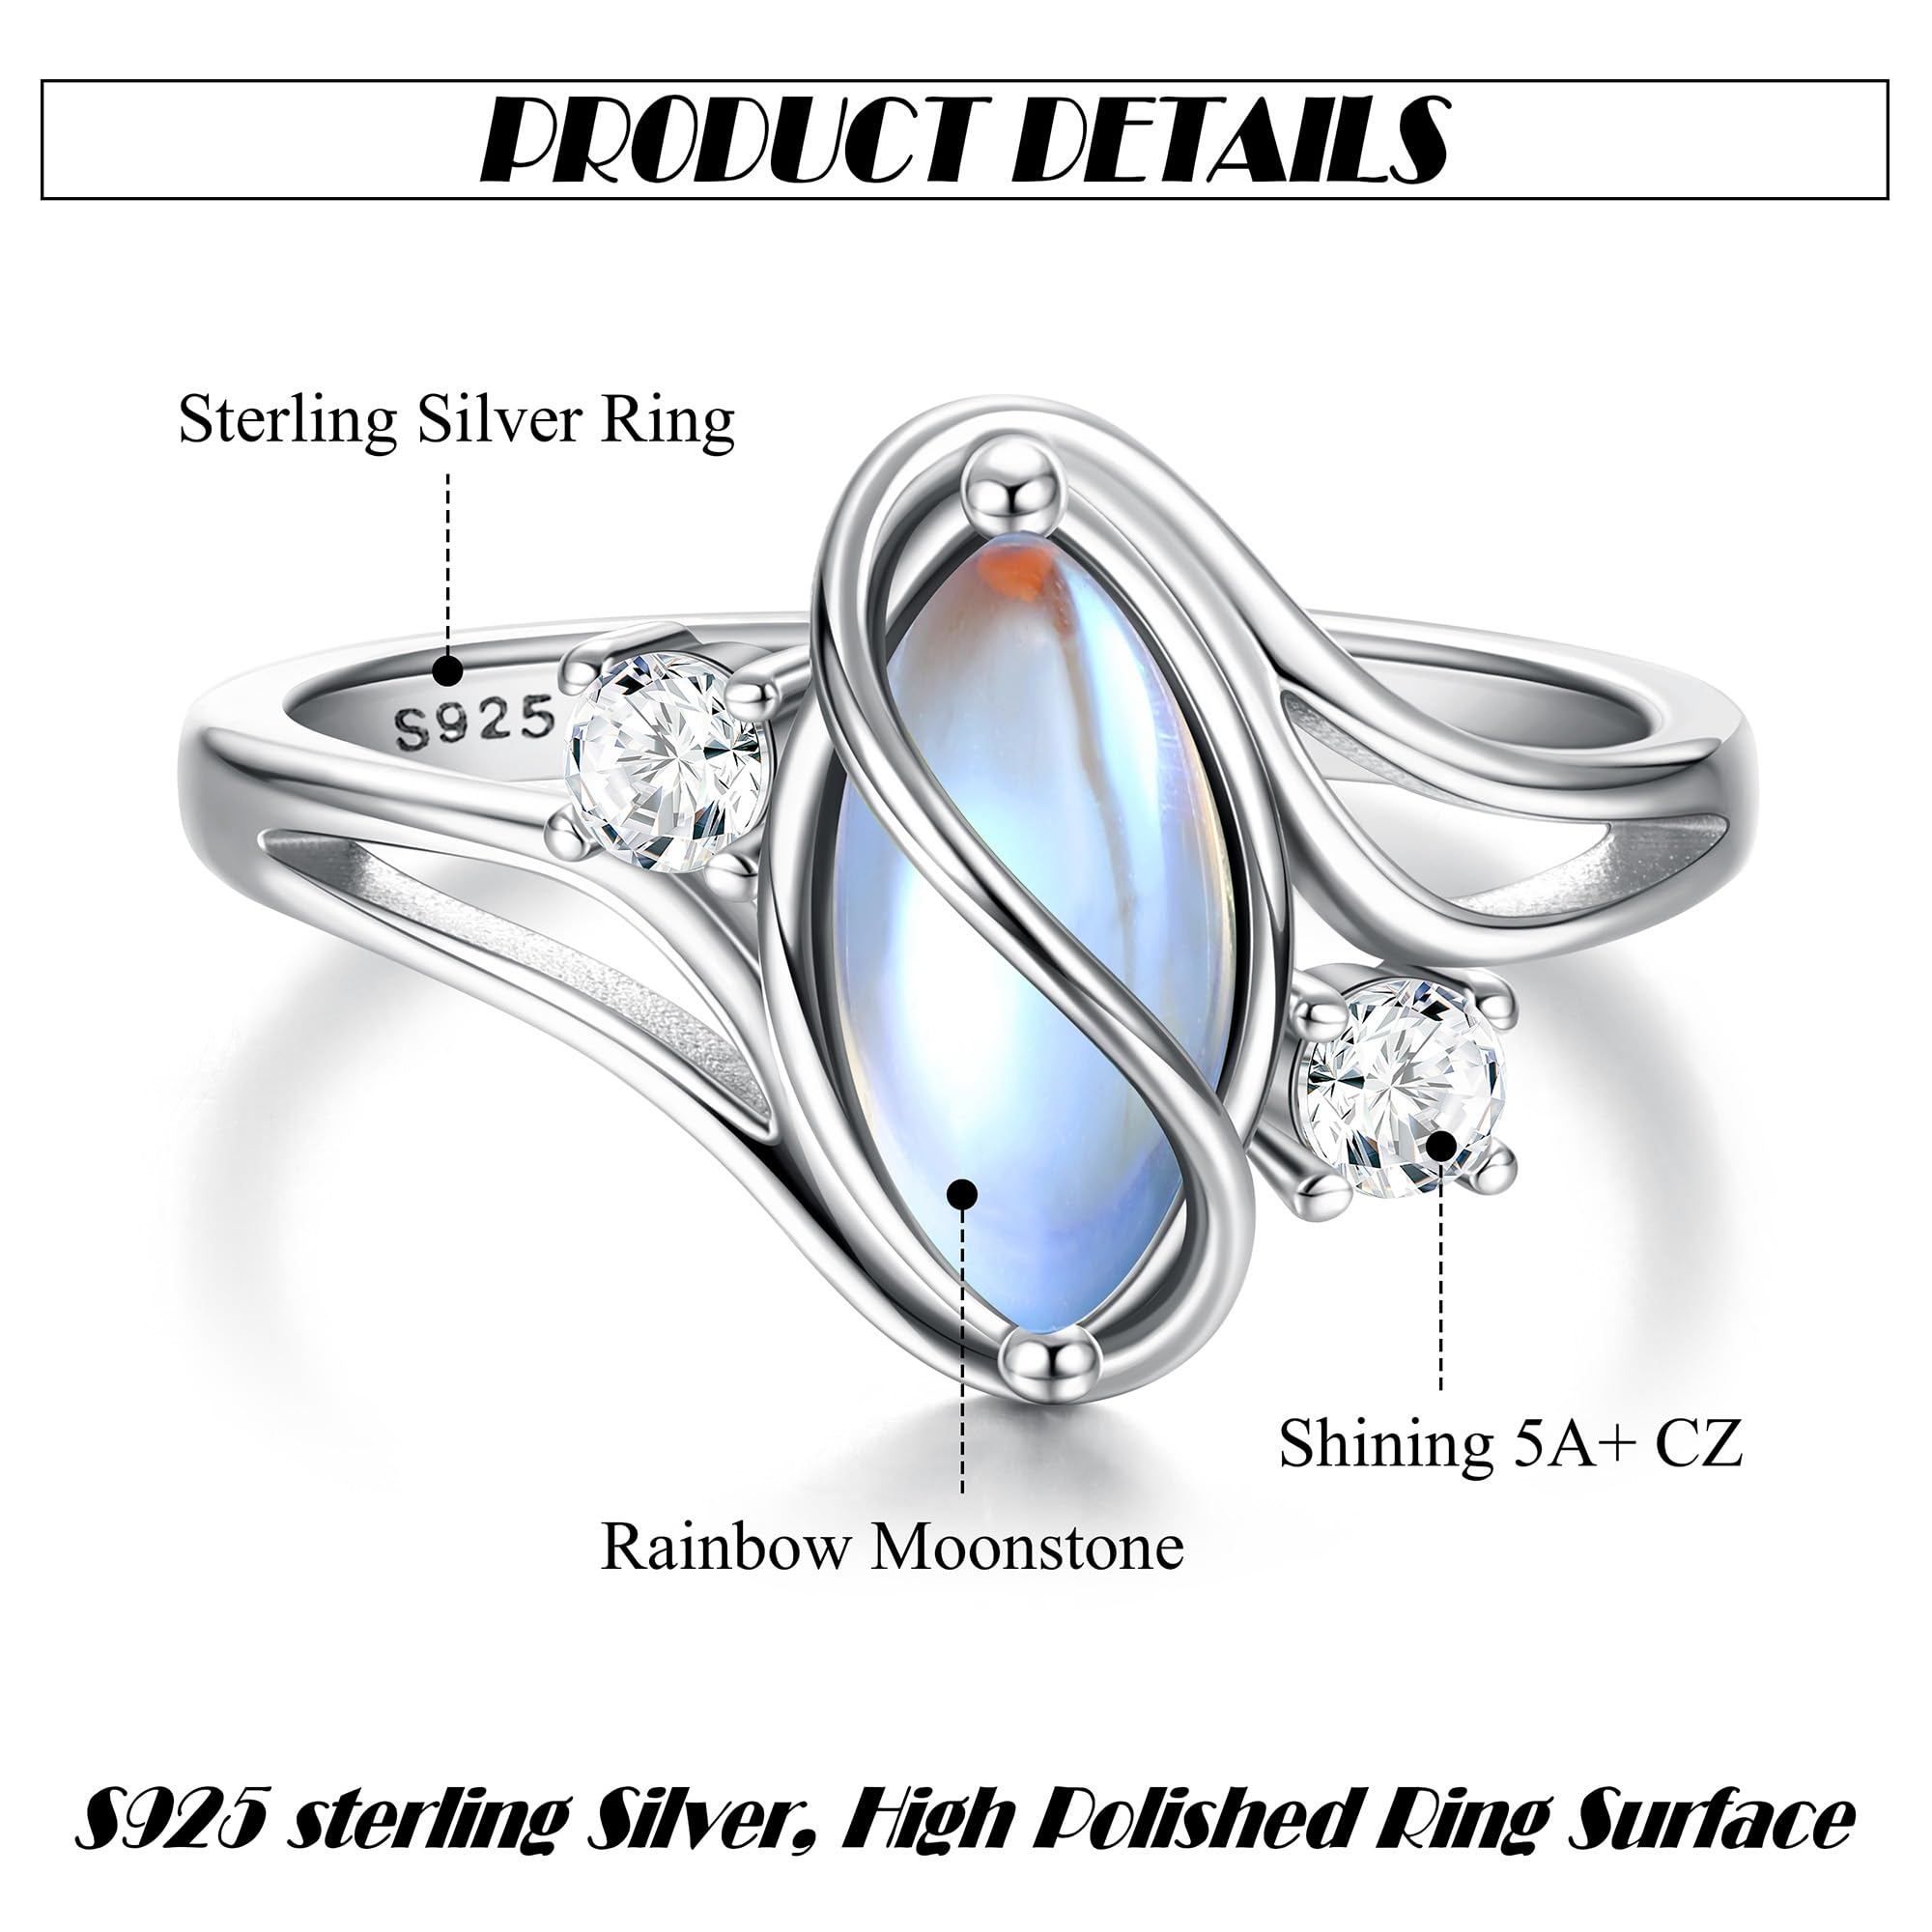 PRODUCT DETAILS
Sterling Silver Ring
S925
Shining 5A+ CZ
Rainbow Moonstone
S925 sterling Silver, High Polished Ring Surface